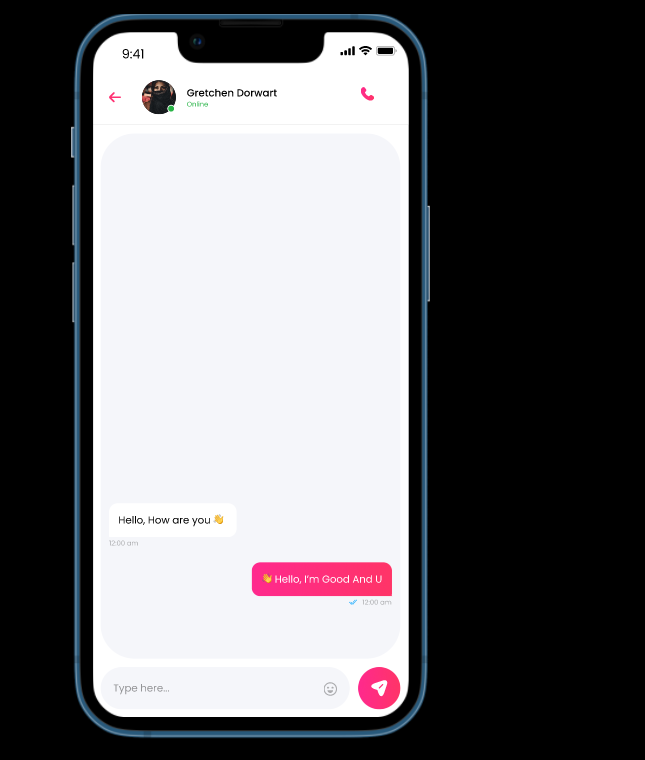 9:41
Gretchen Dorwart
Online
Hello, How are you 👋
12:00 am
👋 Hello, I'm Good And U
12:00 am
Type here...